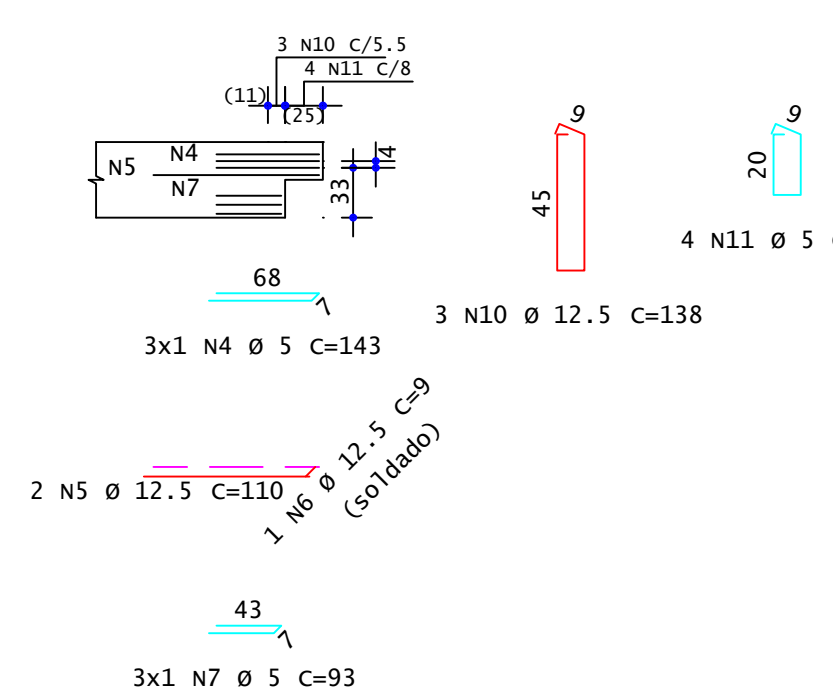 3 N10 C/5.5
4 N11 C/8
(11)
(25)
N5
N4
N7
4
33
9
45
3 N10 Ø 12.5 C=138
9
20
4 N11 Ø 5
68
7
3x1 N4 Ø 5 C=143
2 N5 Ø 12.5 C=110
1 N6 Ø 12.5 C=9
(soldado)
43
7
3x1 N7 Ø 5 C=93